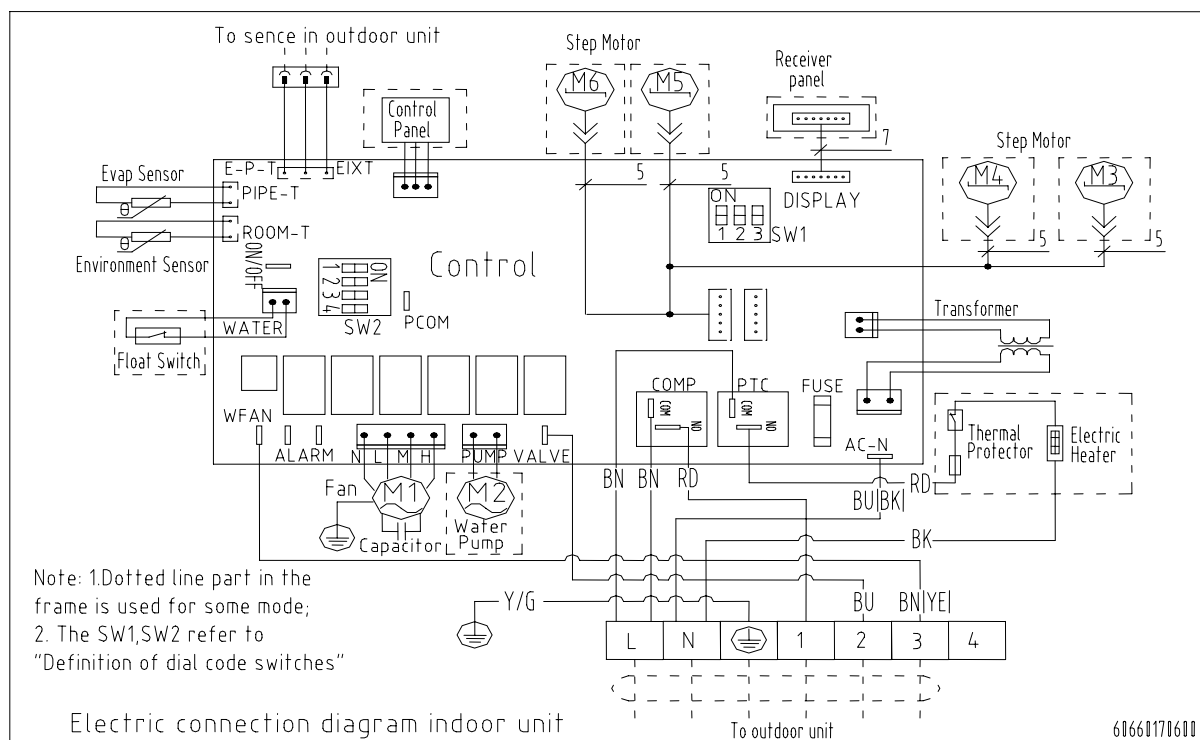 To sence in outdoor unit
Step Motor
M6
M5
Receiver
panel
7
Control
Panel
Step Motor
M4
M3
E-P-T
EIXT
5
5
DISPLAY
Evap Sensor
PIPE-T
θ
ON
1 2 3
SW1
ROOM-T
θ
Environment Sensor
5
5
ON/OFF
1 2 3 4
ON
SW2
PCOM
Control
WATER
Float Switch
Transformer
COMP
PTC
FUSE
COM
NO
COM
NO
WFAN
ALARM
N L M H
PUMP
VALVE
AC-N
Thermal
Protector
Electric
Heater
BN
BN
RD
RD
BU(BK)
Fan
M1
M2
Capacitor
Water
Pump
BK
Note: 1.Dotted line part in the
frame is used for some mode;
2. The SW1,SW2 refer to
"Definition of dial code switches"
Y/G
BU
BN(YE)
L
N
1
2
3
4
To outdoor unit
Electric connection diagram indoor unit
60660170600